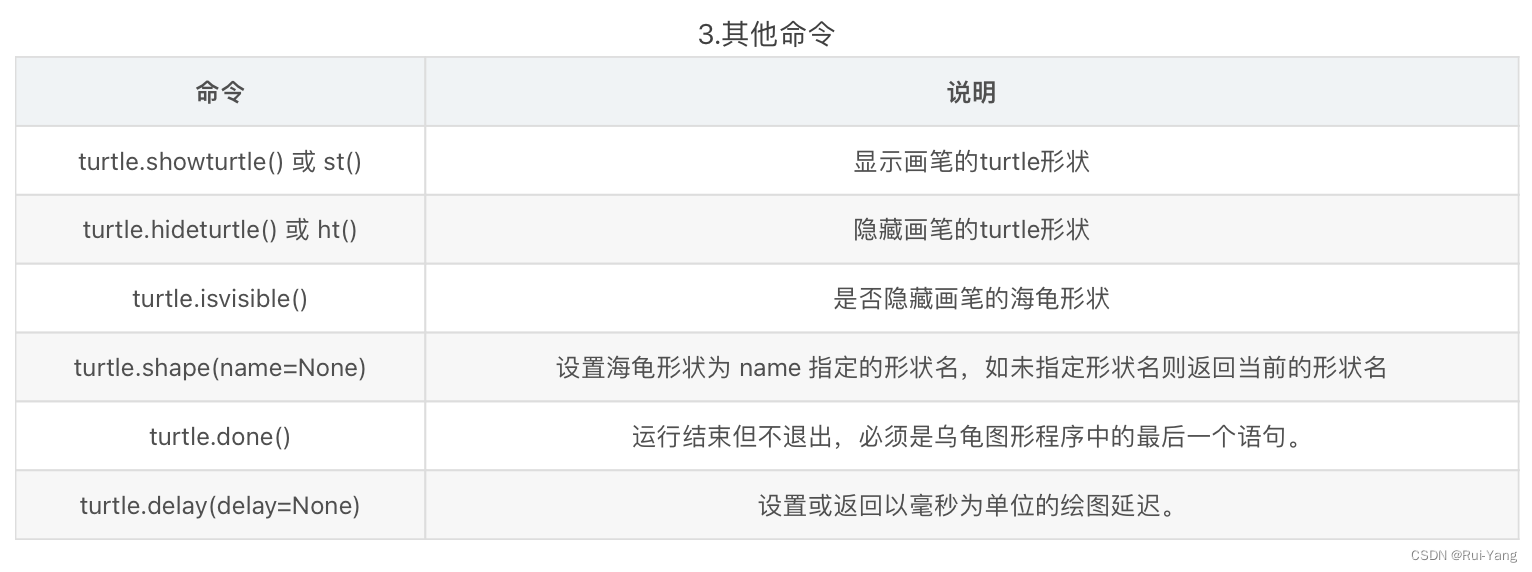 3.其他命令
命令 说明
turtle.showturtle() 或 st() 显示画笔的turtle形状
turtle.hideturtle() 或 ht() 隐藏画笔的turtle形状
turtle.isvisible() 是否隐藏画笔的海龟形状
turtle.shape(name=None) 设置海龟形状为 name 指定的形状名，如未指定形状名则返回当前的形状名
turtle.done() 运行结束但不退出，必须是乌龟图形程序中的最后一个语句。
turtle.delay(delay=None) 设置或返回以毫秒为单位的绘图延迟。
CSDN @Rui-Yang